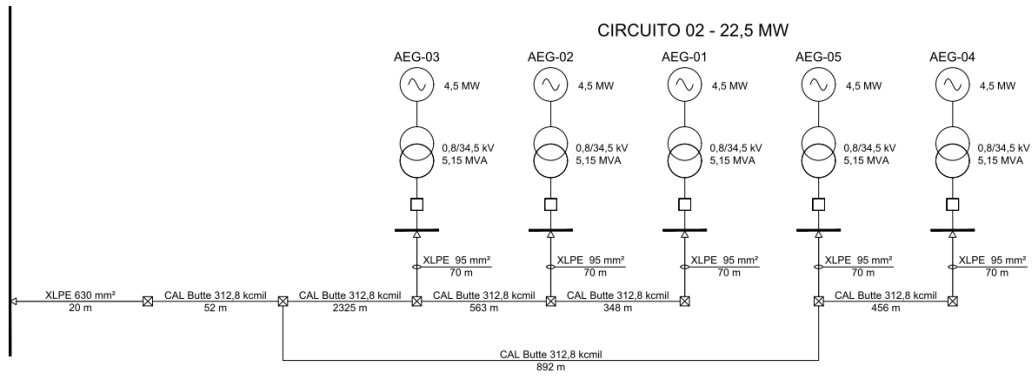 CIRCUITO 02 - 22,5 MW
AEG-03
AEG-02
AEG-01
AEG-05
AEG-04
4,5 MW
4,5 MW
4,5 MW
4,5 MW
4,5 MW
0,8/34,5 kV
5,15 MVA
0,8/34,5 kV
5,15 MVA
0,8/34,5 kV
5,15 MVA
0,8/34,5 kV
5,15 MVA
0,8/34,5 kV
5,15 MVA
XLPE 95 mm²
70 m
XLPE 95 mm²
70 m
XLPE 95 mm²
70 m
XLPE 95 mm²
70 m
XLPE 95 mm²
70 m
XLPE 630 mm²
20 m
CAL Butte 312,8 kcmil
52 m
CAL Butte 312,8 kcmil
2325 m
CAL Butte 312,8 kcmil
563 m
CAL Butte 312,8 kcmil
348 m
CAL Butte 312,8 kcmil
456 m
CAL Butte 312,8 kcmil
892 m